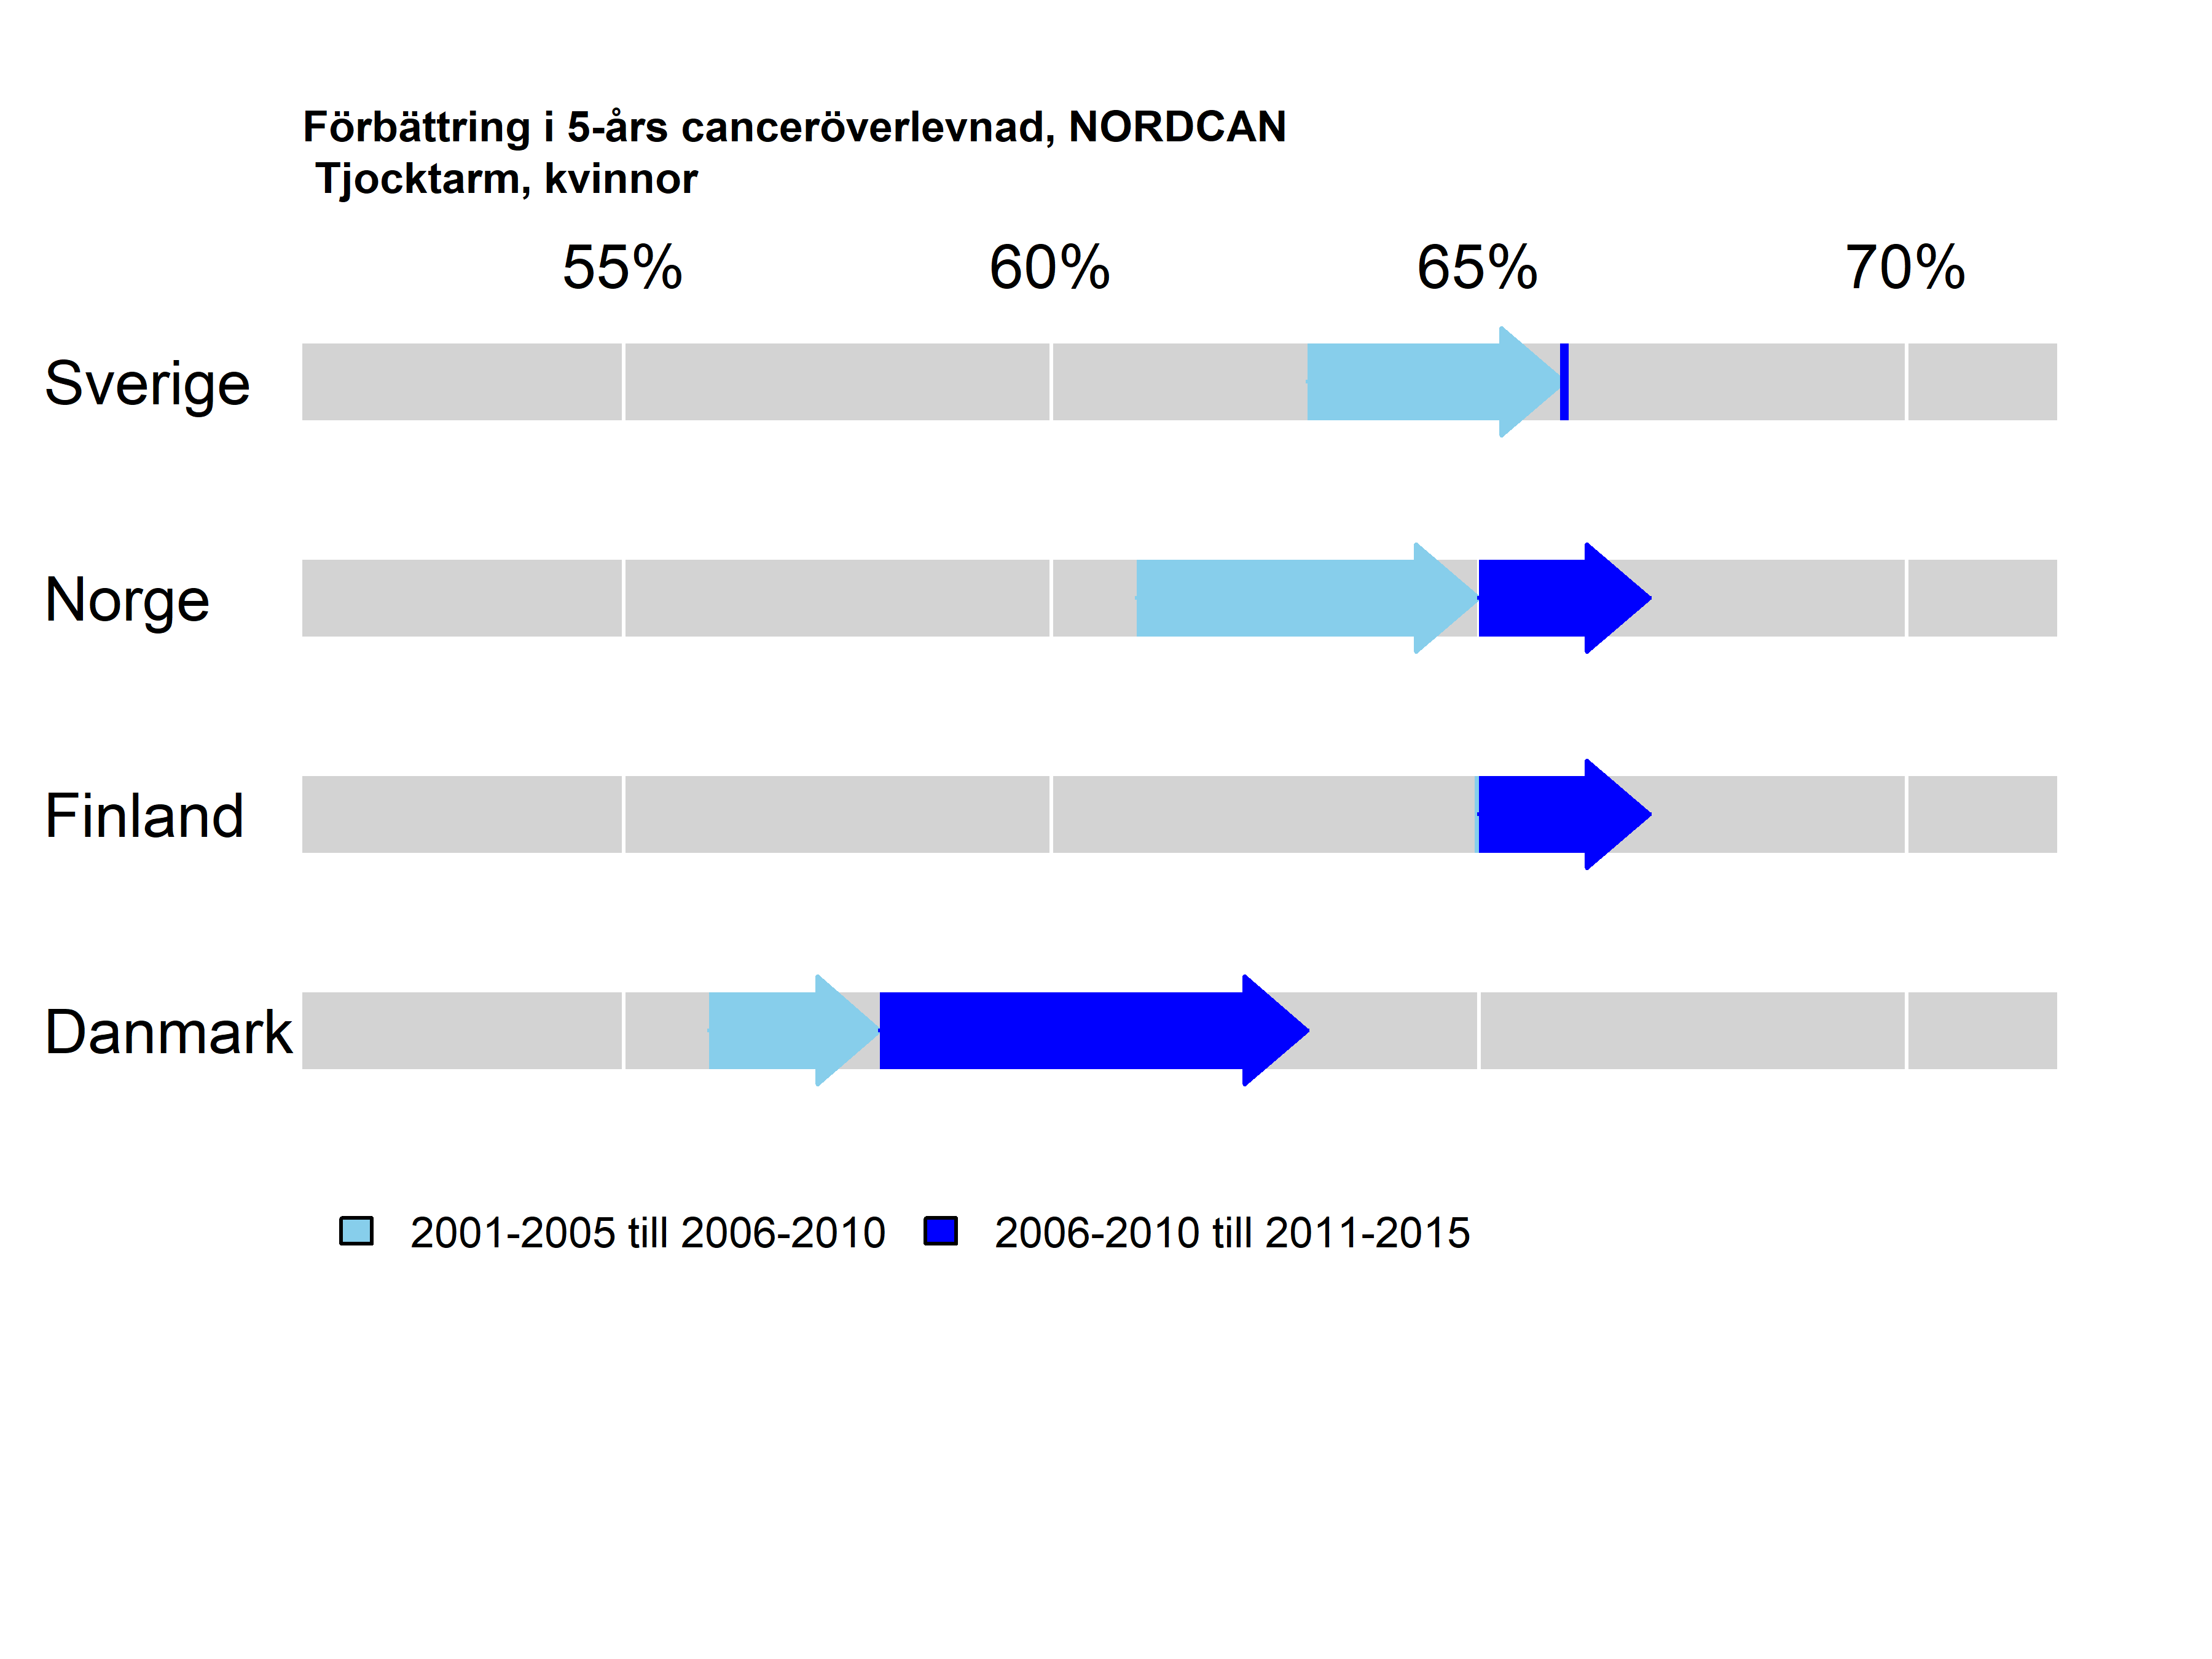 Förbättring i 5-års canceröverlevnad, NORDCAN
Tjocktarm, kvinnor
55% 60% 65% 70%
Sverige
Norge
Finland
Danmark
2001-2005 till 2006-2010 2006-2010 till 2011-2015